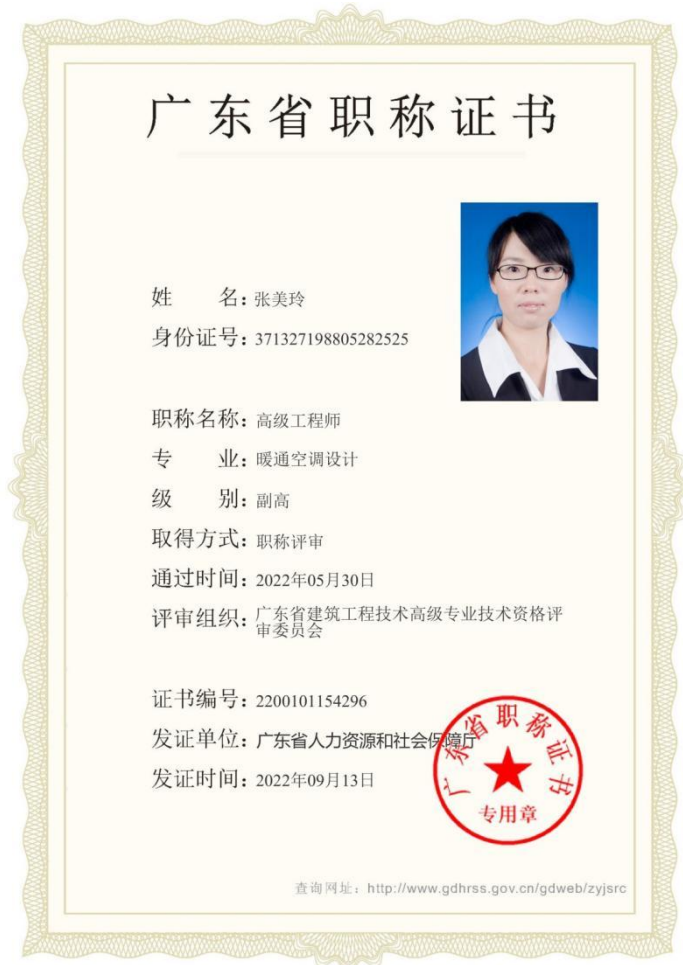 广东省职称证书
姓　　名：张美玲
身份证号：371327198805282525
职称名称：高级工程师
专　　业：暖通空调设计
级　　别：副高
取得方式：职称评审
通过时间：2022年05月30日
评审组织：广东省建筑工程技术高级专业技术资格评
审委员会
证书编号：2200101154296
发证单位：广东省人力资源和社会保障厅
发证时间：2022年09月13日
广东省职称证书
专用章
查询网址：http://www.gdhrss.gov.cn/gdweb/zyjsrc